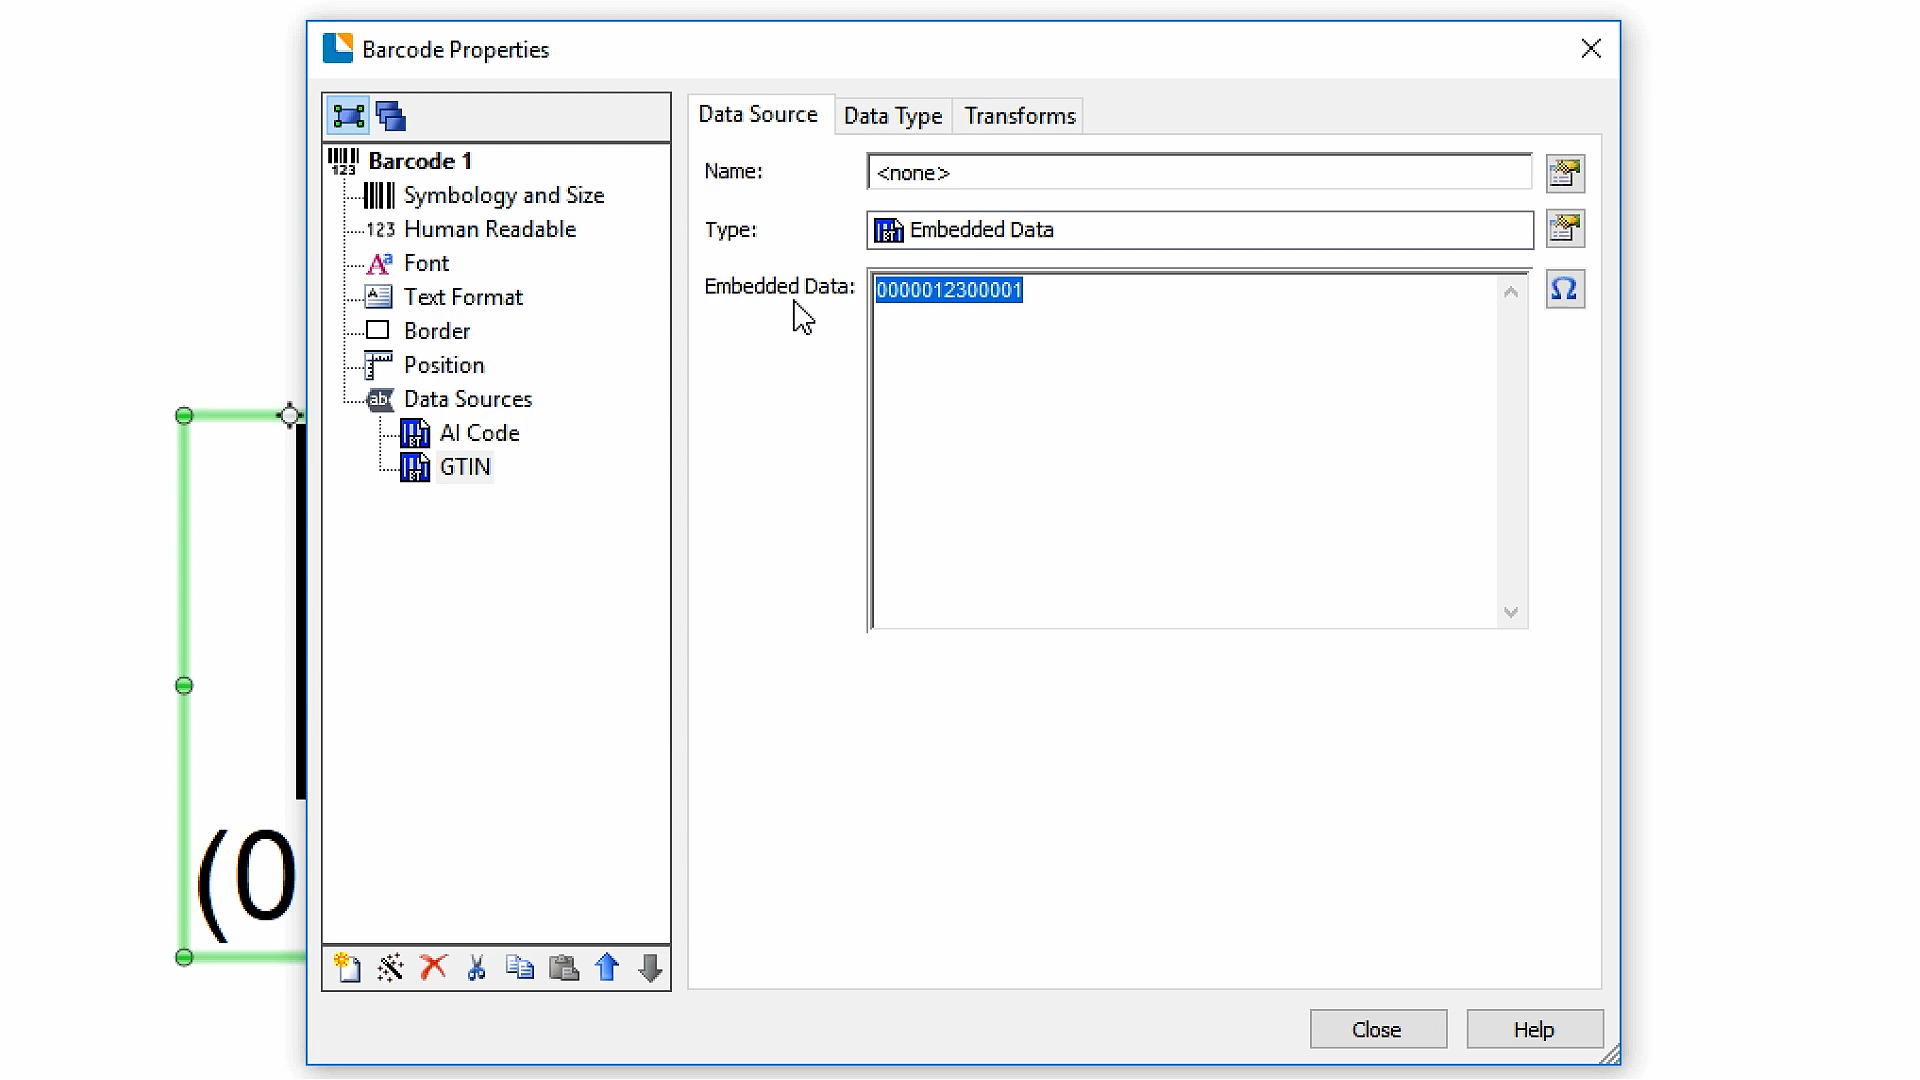 Barcode Properties
Data Source
Data Type
Transforms
Barcode 1
Symbology and Size
123 Human Readable
Font
Text Format
Border
Position
Data Sources
AI Code
GTIN
Name:
<none>
Type:
Embedded Data
Embedded Data:
0000012300001
Ω
(0
Close
Help